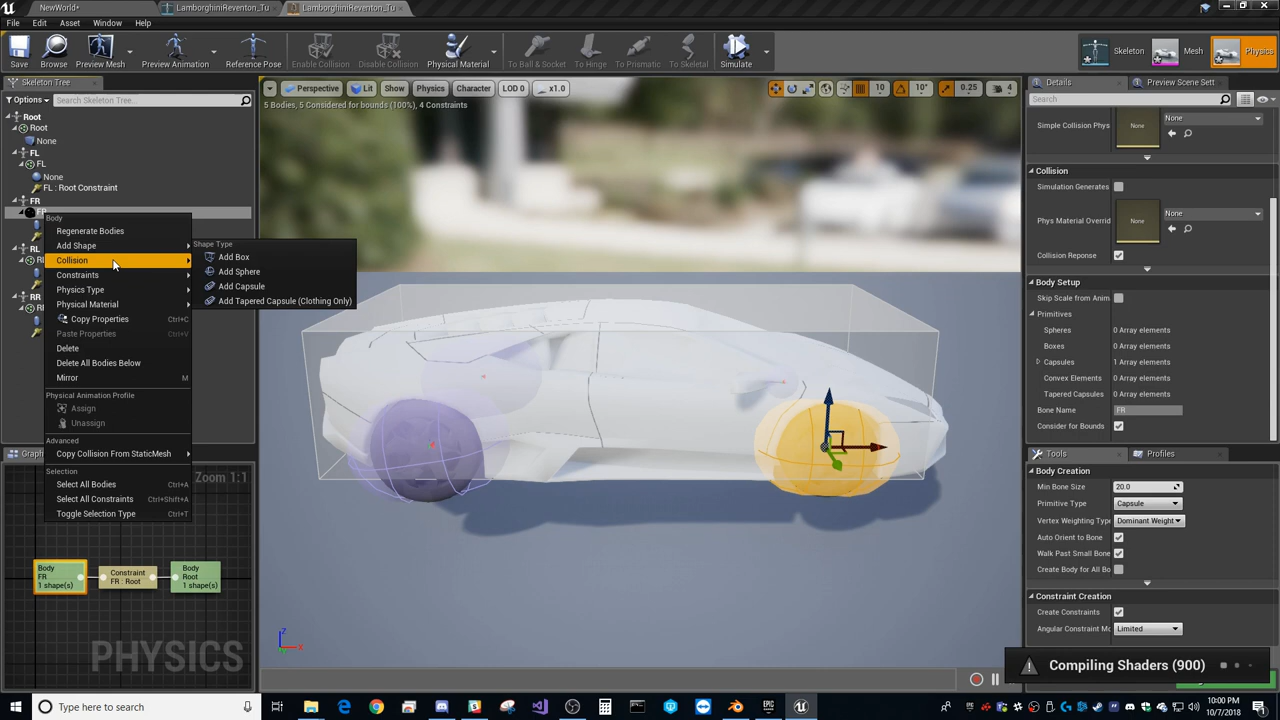 NewWorld*
LamborghiniReventon_Tu
LamborghiniReventon_Tu
File
Edit
Asset
Window
Help
Save
Browse
Preview Mesh
Preview Animation
Reference Pose
Enable Collision
Disable Collision
Physical Material
To Ball & Socket
To Hinge
To Prismatic
To Skeletal
Simulate
Skeleton
Mesh
Physics
Skeleton Tree
Options
Search Skeleton Tree...
Root
Root
None
FL
FL
None
FL : Root Constraint
FR
RL
RR
Body
Regenerate Bodies
Add Shape
Collision
Constraints
Physics Type
Physical Material
Copy Properties Ctrl+C
Paste Properties Ctrl+V
Delete
Delete All Bodies Below
Mirror M
Physical Animation Profile
Assign
Unassign
Advanced
Copy Collision From StaticMesh
Selection
Select All Bodies Ctrl+A
Select All Constraints Ctrl+Shift+A
Toggle Selection Type Ctrl+T
Shape Type
Add Box
Add Sphere
Add Capsule
Add Tapered Capsule (Clothing Only)
Perspective
Lit
Show
Physics
Character
LOD 0
x1.0
10
10°
0.25
4
5 Bodies, 5 Considered for bounds (100%), 4 Constraints
Z
X
Grap
Zoom 1:1
Body
FR
1 shape(s)
Constraint
FR : Root
Body
Root
1 shape(s)
PHYSICS
Details
Preview Scene Sett
Search
Simple Collision Phys
None
None
Collision
Simulation Generates
Phys Material Overrid
None
None
Collision Reponse
Body Setup
Skip Scale from Anim
Primitives
Spheres 0 Array elements
Boxes 0 Array elements
Capsules 1 Array elements
Convex Elements 0 Array elements
Tapered Capsules 0 Array elements
Bone Name FR
Consider for Bounds
Tools
Profiles
Body Creation
Min Bone Size 20.0
Primitive Type Capsule
Vertex Weighting Type Dominant Weight
Auto Orient to Bone
Walk Past Small Bone
Create Body for All Bo
Constraint Creation
Create Constraints
Angular Constraint Mo Limited
Compiling Shaders (900)
Type here to search
10:00 PM
10/7/2018